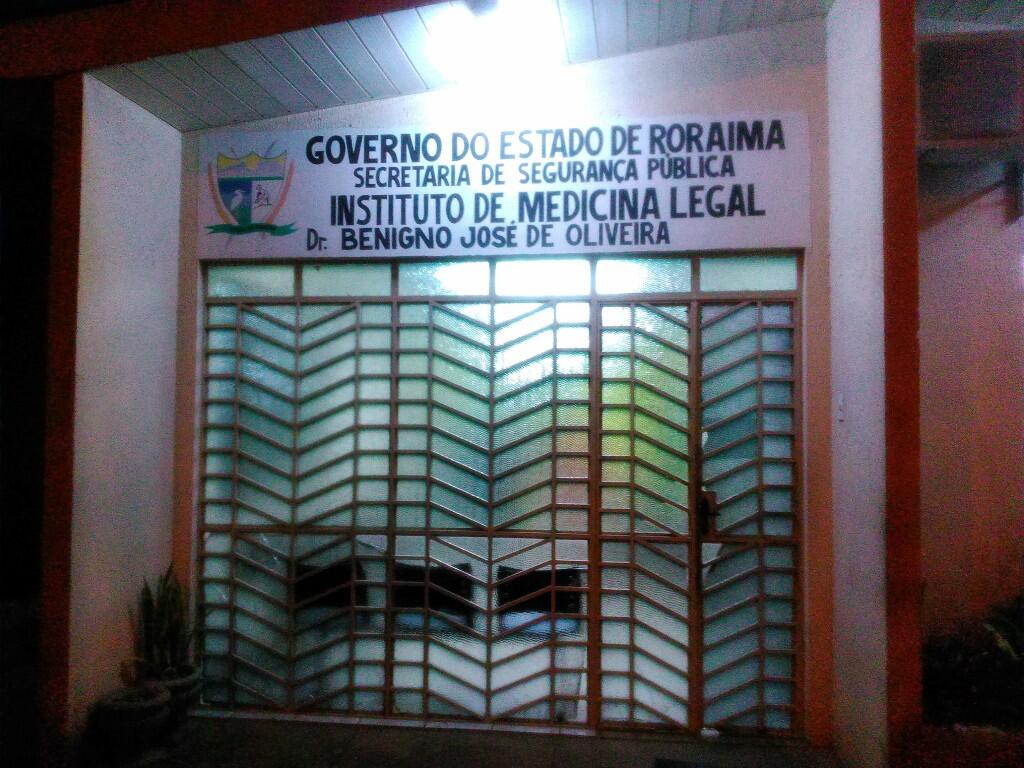 GOVERNO DO ESTADO DE RORAIMA
SECRETARIA DE SEGURANÇA PÚBLICA
INSTITUTO DE MEDICINA LEGAL
Dr. BENIGNO JOSÉ DE OLIVEIRA